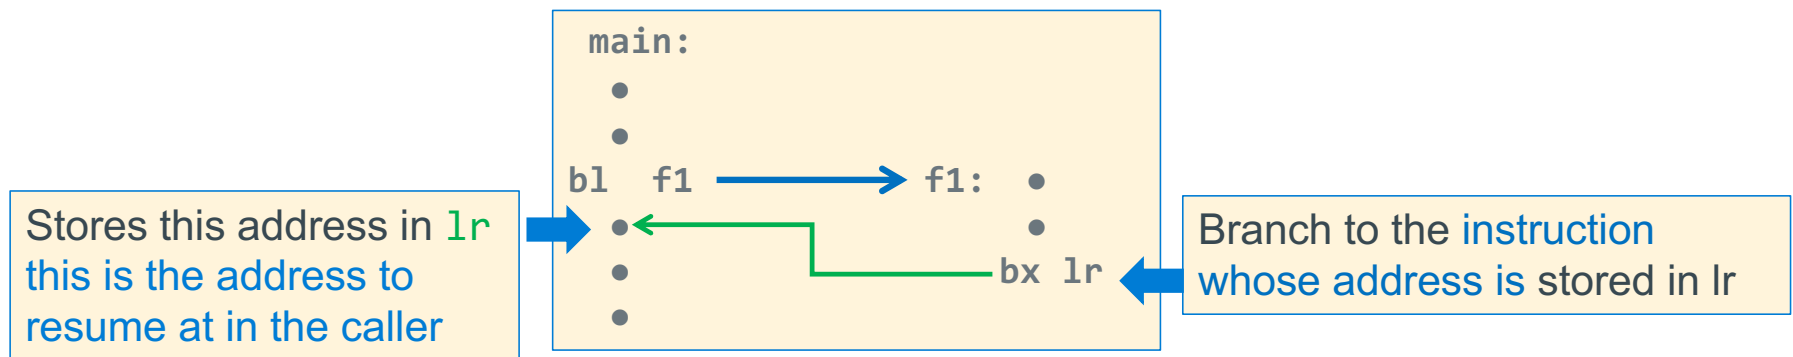 main:
bl f1
f1:
bx lr
Stores this address in lr
this is the address to
resume at in the caller
Branch to the instruction
whose address is stored in lr